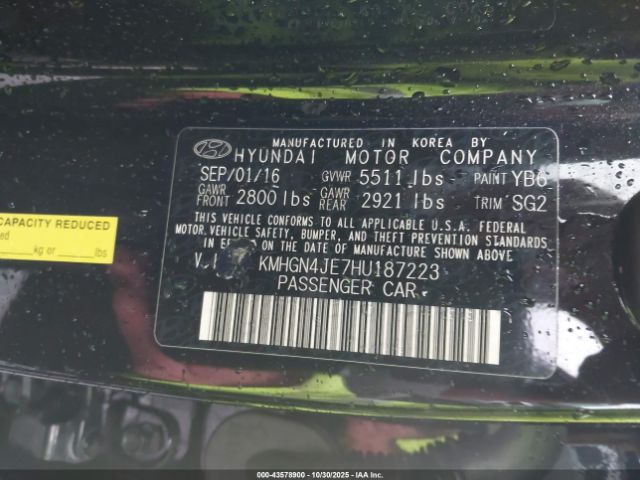 MANUFACTURED IN KOREA BY
HYUNDAI MOTOR COMPANY
SEP/01/16 GVWR 5511 lbs PAINT YB6
GAWR FRONT 2800 lbs GAWR REAR 2921 lbs TRIM SG2
THIS VEHICLE CONFORMS TO ALL APPLICABLE U.S.A. FEDERAL
MOTOR VEHICLE SAFETY, BUMPER, AND THEFT PREVENTION STANDARDS
IN EFFECT ON THE DATE OF MANUFACTURE SHOWN ABOVE
V.I KMHGN4JE7HU187223
PASSENGER CAR
CAPACITY REDUCED
kg or lbs.
000-43578900 - 10/30/2025 - IAA, Inc.